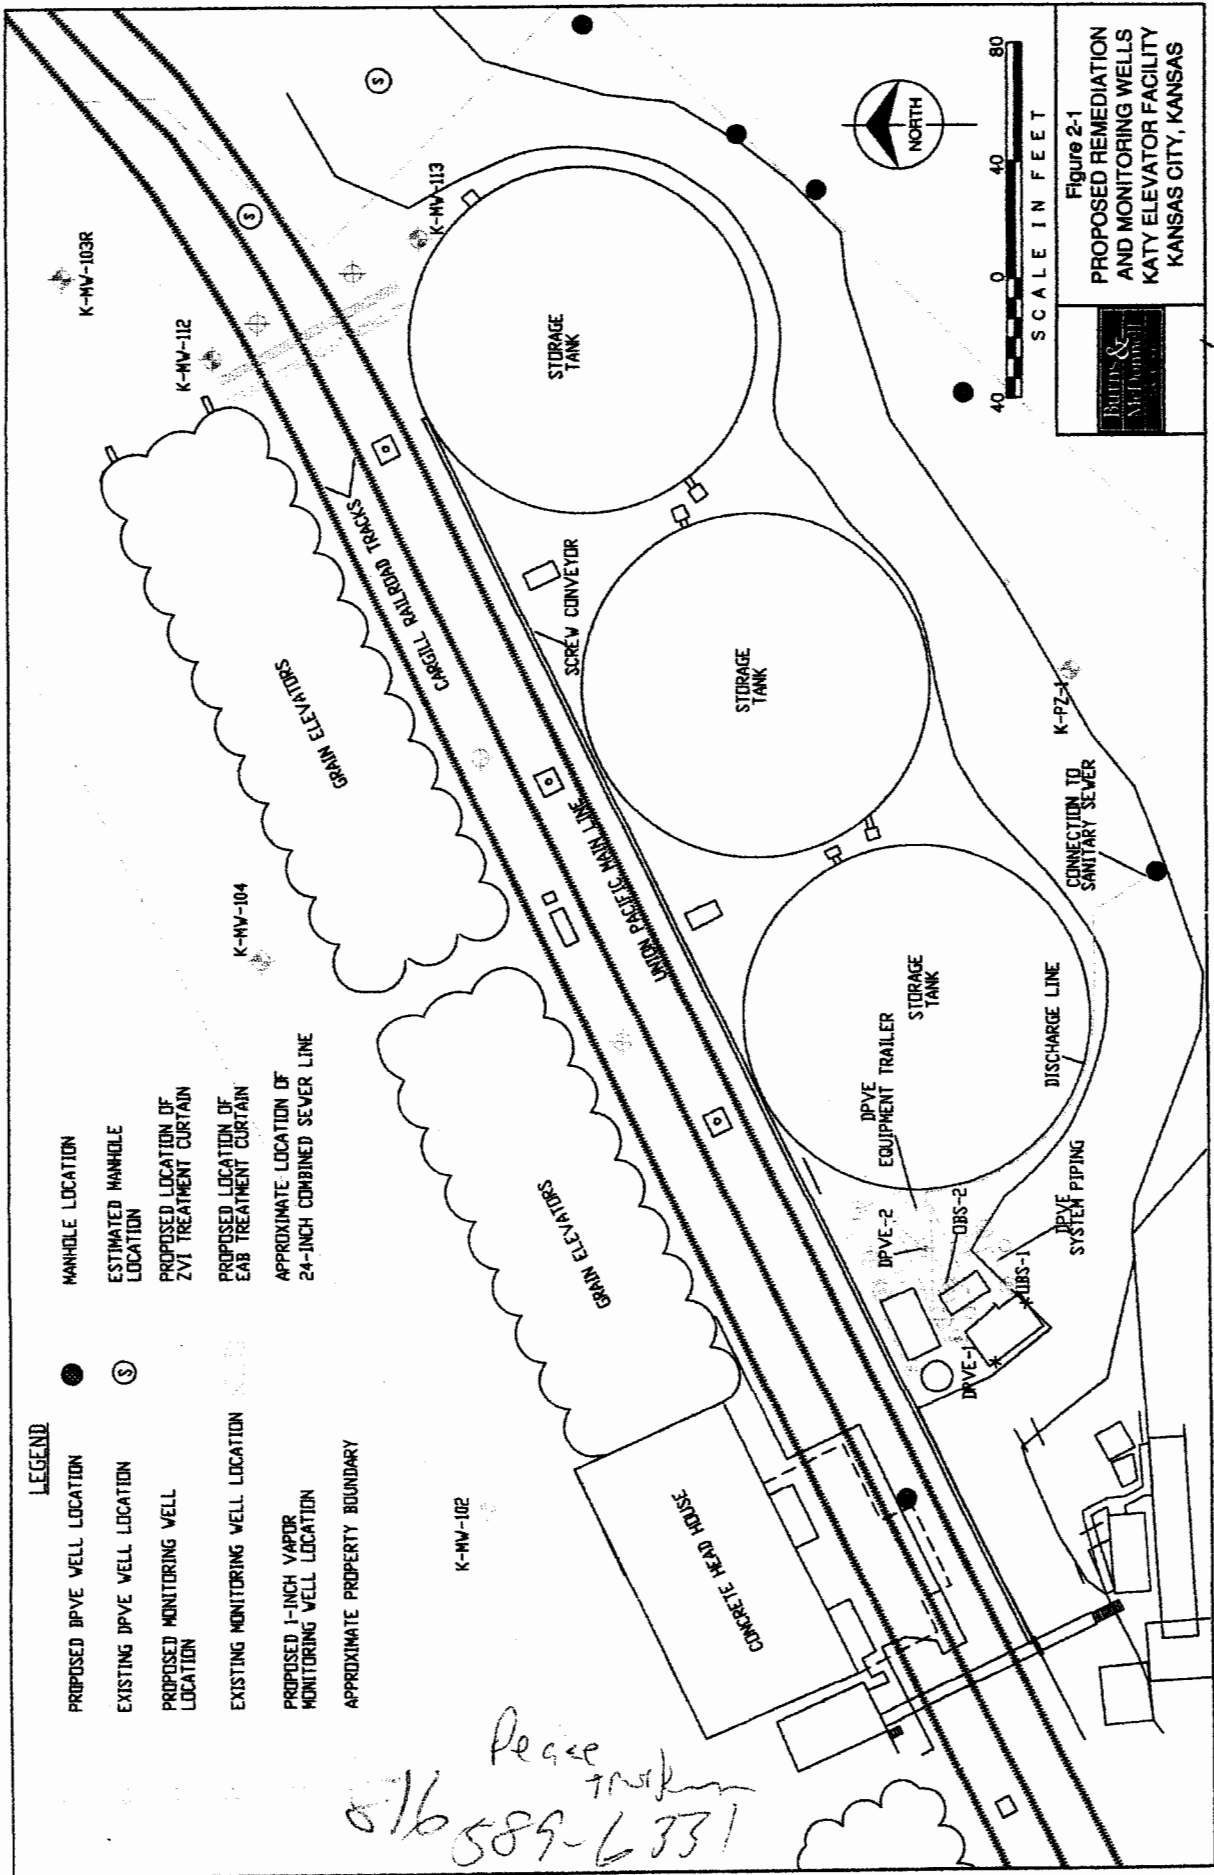 LEGEND
PROPOSED DPVE WELL LOCATION
EXISTING DPVE WELL LOCATION
PROPOSED MONITORING WELL
LOCATION
EXISTING MONITORING WELL LOCATION
PROPOSED 1-INCH VAPOR
MONITORING WELL LOCATION
APPROXIMATE PROPERTY BOUNDARY
MANHOLE LOCATION
S
ESTIMATED MANHOLE
LOCATION
PROPOSED LOCATION OF
ZVI TREATMENT CURTAIN
PROPOSED LOCATION OF
EAB TREATMENT CURTAIN
APPROXIMATE LOCATION OF
24-INCH COMBINED SEWER LINE
K-MW-103R
K-MW-112
S
S
K-MW-113
K-MW-104
K-MW-102
GRAIN ELEVATORS
GRAIN ELEVATORS
CARGILL RAILROAD TRACKS
UNION PACIFIC MAIN LINE
SCREW CONVEYOR
STORAGE
TANK
STORAGE
TANK
STORAGE
TANK
CONCRETE HEAD HOUSE
DPVE
EQUIPMENT TRAILER
DPVE-2
OBS-2
DPVE-1
OBS-1
DPVE
SYSTEM PIPING
DISCHARGE LINE
CONNECTION TO
SANITARY SEWER
K-PZ-1
NORTH
40 0 40 80
SCALE IN FEET
Burns &
McDonnell
Figure 2-1
PROPOSED REMEDIATION
AND MONITORING WELLS
KATY ELEVATOR FACILITY
KANSAS CITY, KANSAS
816
589-6331